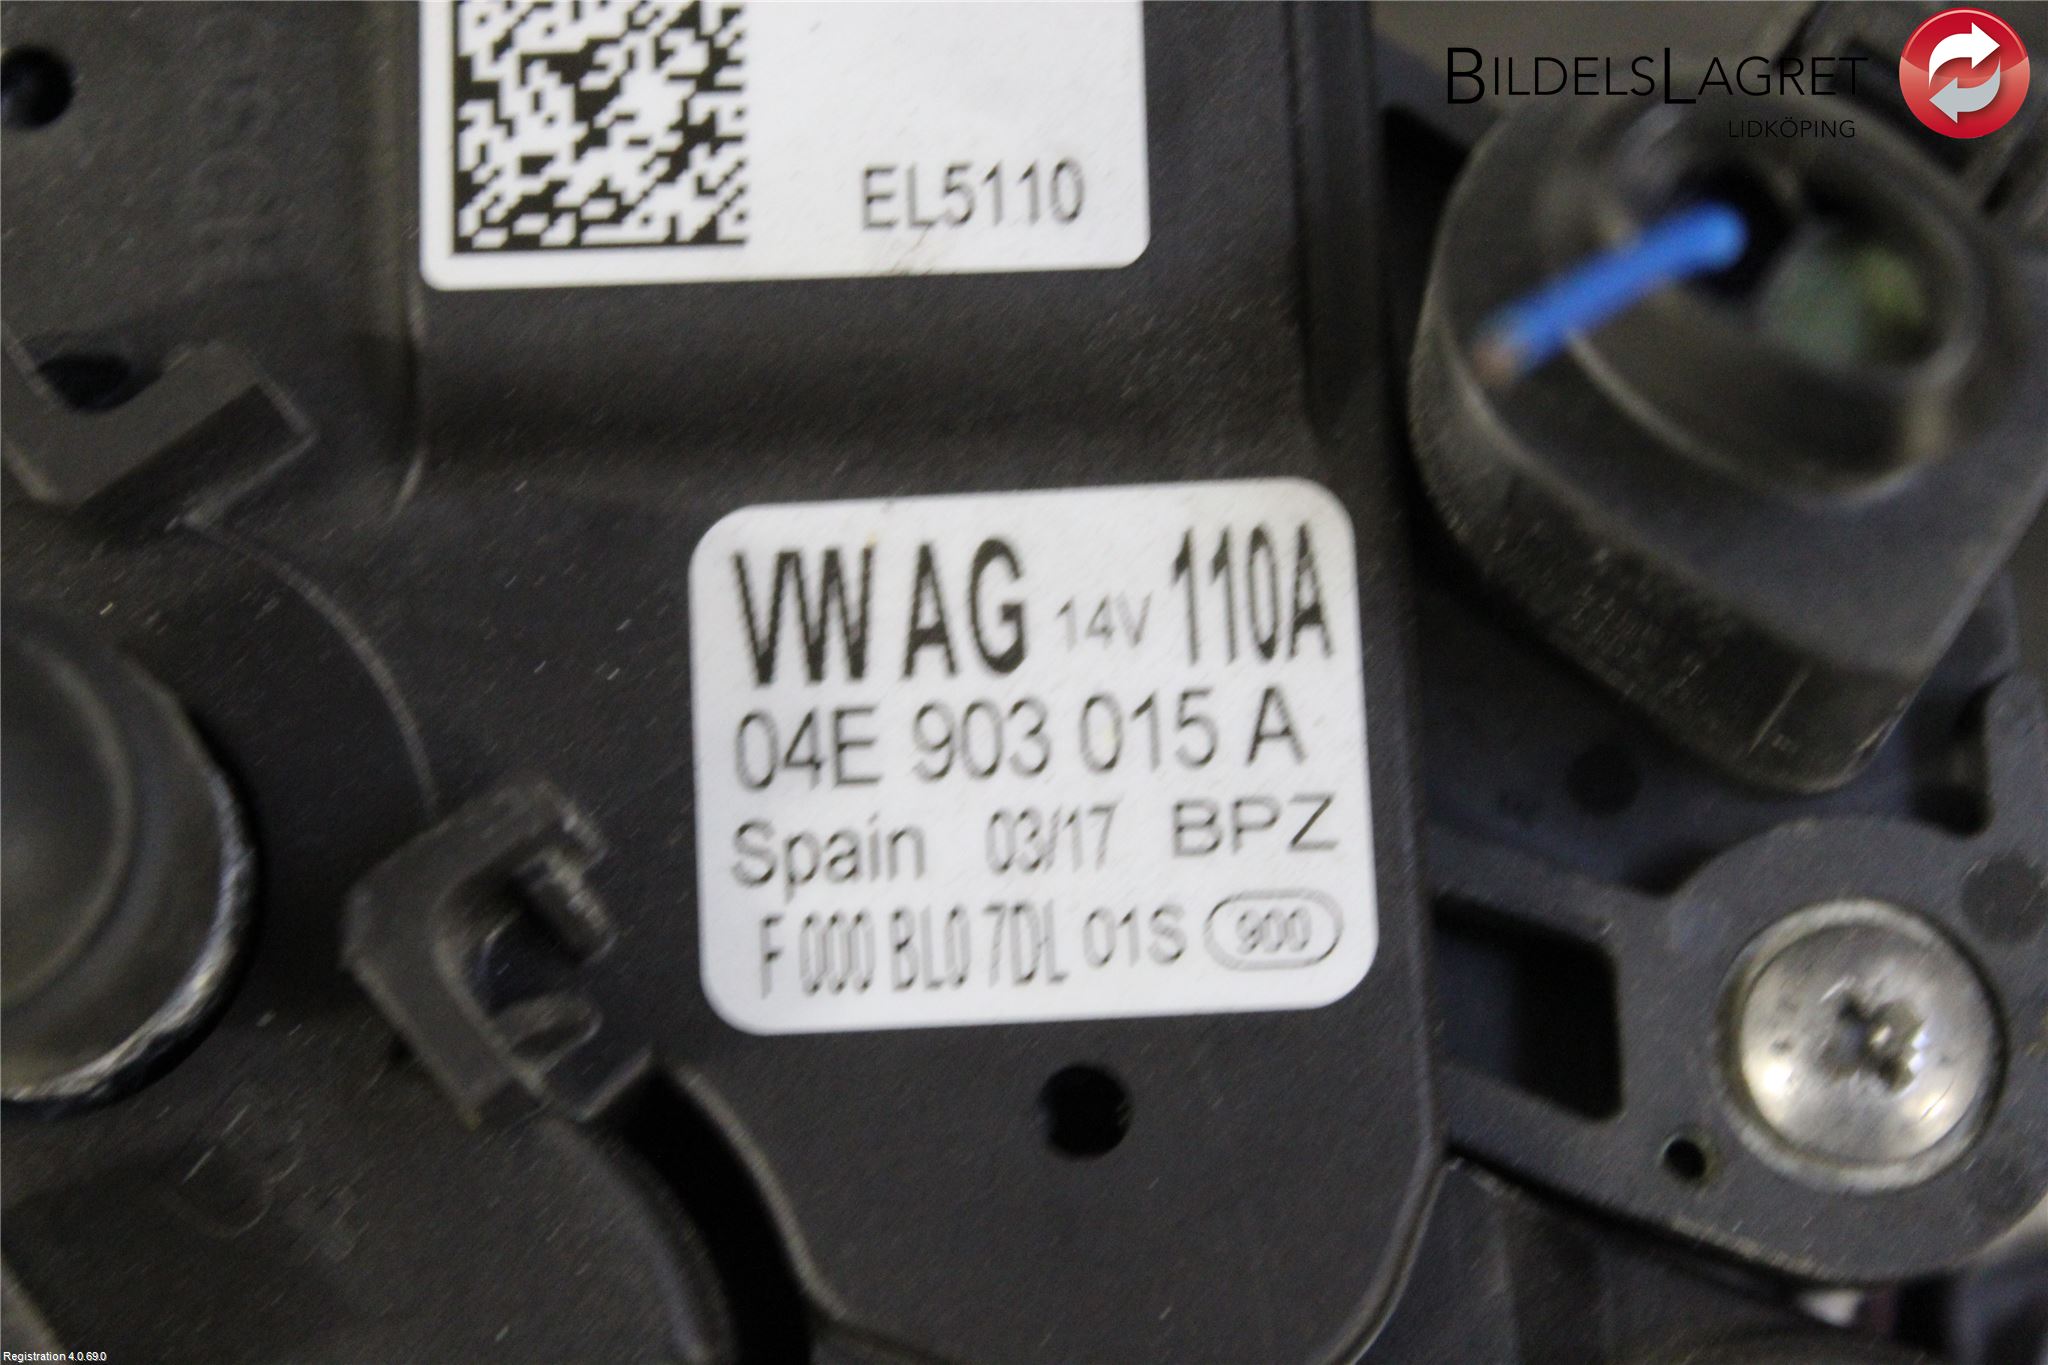 BILDELSLAGRET
LIDKÖPING
EL5110
VW AG 14V 110A
04E 903 015 A
Spain 03/17 BPZ
F 000 BL0 7DL 01S 900
Registration 4.0.69.0